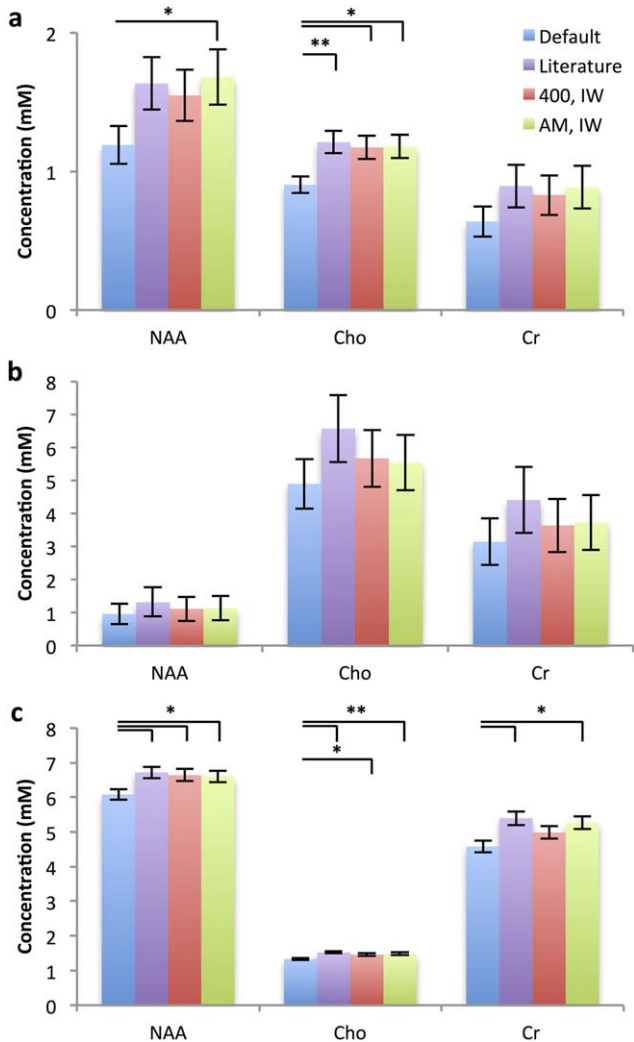 a
*
*
**
Default
Literature
400, IW
AM, IW
Concentration (mM)
2
1
0
NAA Cho Cr
b
Concentration (mM)
8
7
6
5
4
3
2
1
0
NAA Cho Cr
c
*
**
*
*
Concentration (mM)
8
7
6
5
4
3
2
1
0
NAA Cho Cr